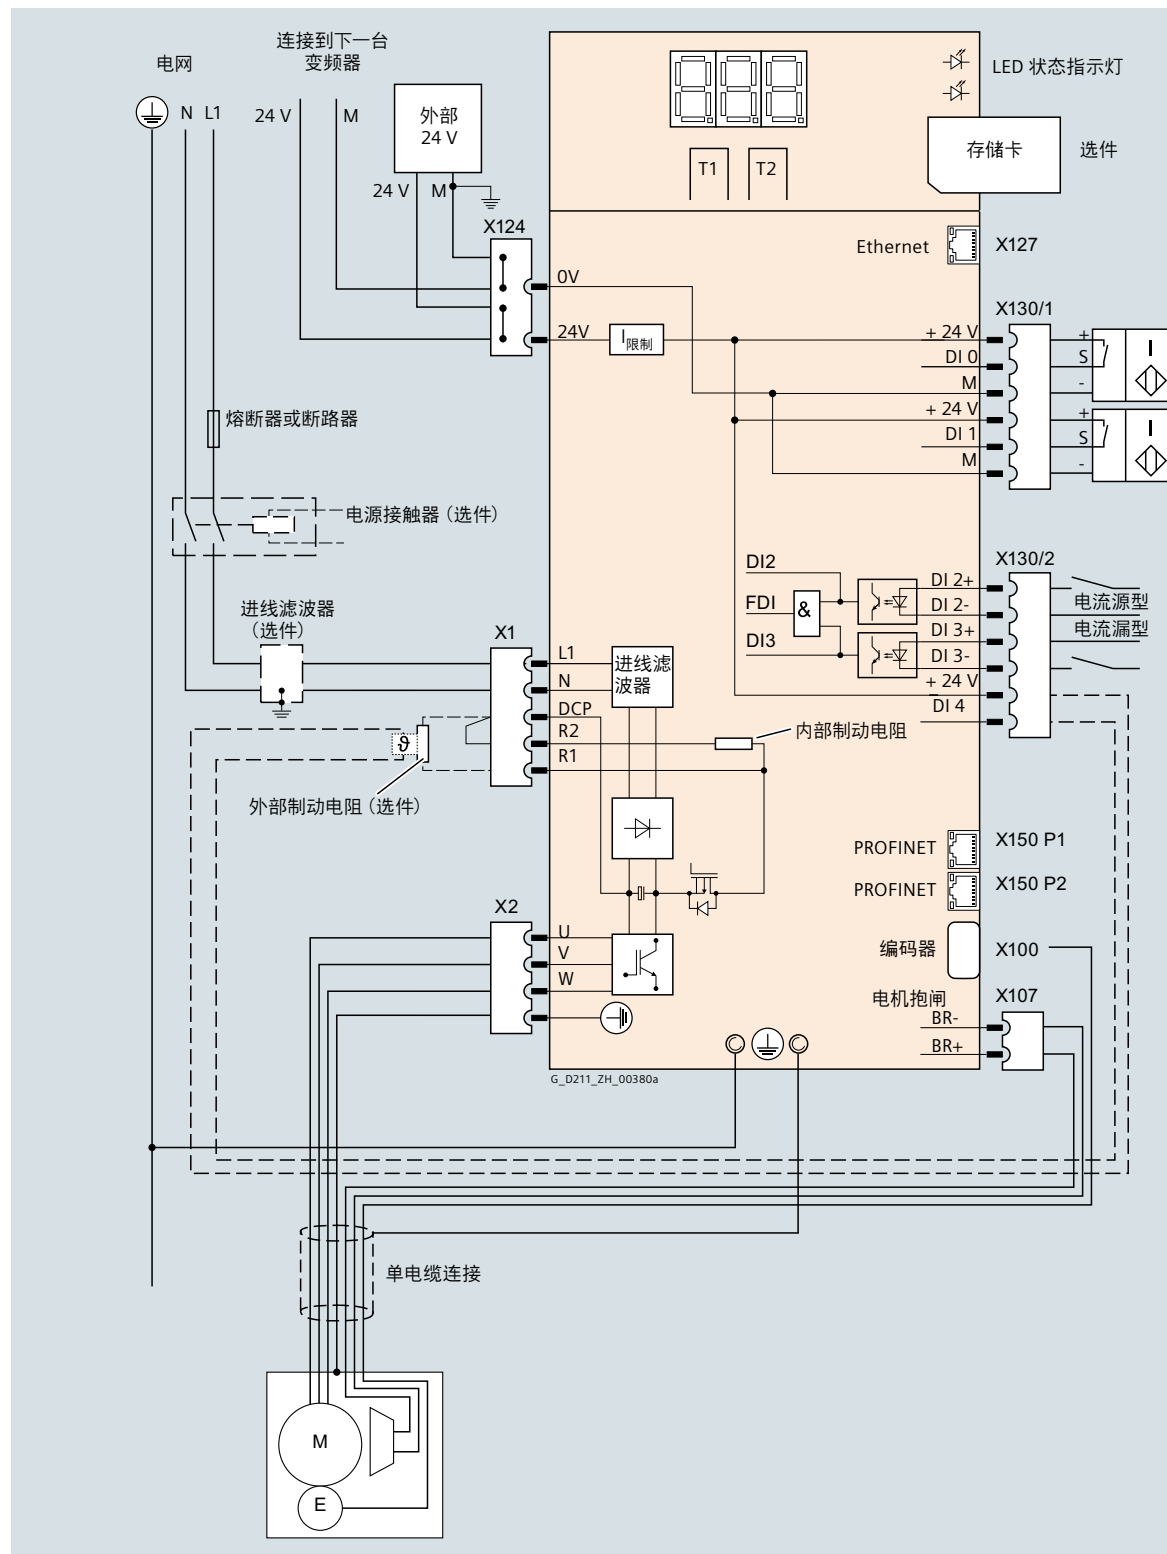 电网
连接到下一台
变频器
N L1
24 V
M
外部
24 V
24 V
M
X124
T1
T2
LED 状态指示灯
存储卡
选件
Ethernet
X127
0V
24V
I限制
X130/1
+ 24 V
DI 0
M
+ 24 V
DI 1
M
+
S
-
I
+
S
-
I
熔断器或断路器
电源接触器 (选件)
进线滤波器
(选件)
X130/2
DI2
FDI
&
DI3
DI 2+
DI 2-
DI 3+
DI 3-
+ 24 V
DI 4
电流源型
电流漏型
X1
L1
N
DCP
R2
R1
进线滤
波器
内部制动电阻
ϑ
外部制动电阻 (选件)
PROFINET
X150 P1
PROFINET
X150 P2
X2
U
V
W
编码器
X100
电机抱闸
X107
BR-
BR+
G_D211_ZH_00380a
单电缆连接
M
E